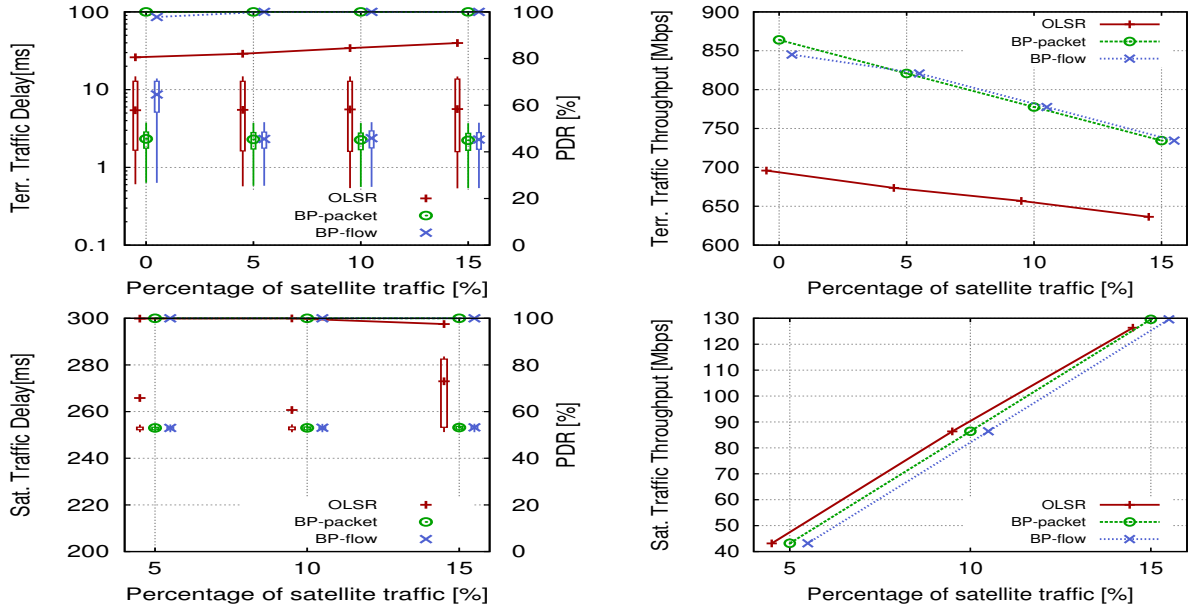 100
10
1
0.1
Terr. Traffic Delay[ms]
100
80
60
40
20
0
PDR [%]
OLSR
BP-packet
BP-flow
0 5 10 15
Percentage of satellite traffic [%]
900
850
800
750
700
650
600
Terr. Traffic Throughput [Mbps]
OLSR
BP-packet
BP-flow
0 5 10 15
Percentage of satellite traffic [%]
300
280
260
240
220
200
Sat. Traffic Delay[ms]
100
80
60
40
20
0
PDR [%]
OLSR
BP-packet
BP-flow
5 10 15
Percentage of satellite traffic [%]
130
120
110
100
90
80
70
60
50
40
Sat. Traffic Throughput [Mbps]
OLSR
BP-packet
BP-flow
5 10 15
Percentage of satellite traffic [%]